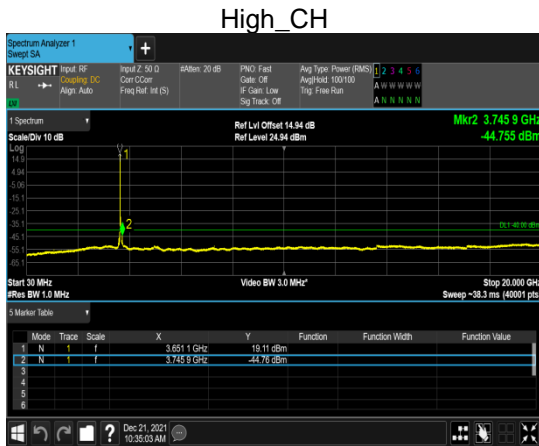 High_CH
Spectrum Analyzer 1
Swept SA
+
KEYSIGHT
R L
Input: RF
Coupling: DC
Align: Auto
Input Z: 50 Ω
Corr CCorr
Freq Ref: Int (S)
#Atten: 20 dB
PNO: Fast
Gate: Off
IF Gain: Low
Sig Track: Off
Avg Type: Power (RMS)
Avg|Hold: 100/100
Trig: Free Run
1 2 3 4 5 6
A W W W W W
A N N N N N
1 Spectrum
Scale/Div 10 dB
Ref Lvl Offset 14.94 dB
Ref Level 24.94 dBm
Mkr2 3.745 9 GHz
-44.755 dBm
Log
14.9
4.94
-5.06
-15.1
-25.1
-35.1
-45.1
-55.1
-65.1
1
2
DL1 -40.00 dBm
Start 30 MHz
#Res BW 1.0 MHz
Video BW 3.0 MHz*
Stop 20.000 GHz
Sweep ~38.3 ms (40001 pts)
5 Marker Table
Mode Trace Scale X Y Function Function Width Function Value
1 N 1 f 3.651 1 GHz 19.11 dBm
2 N 1 f 3.745 9 GHz -44.76 dBm
3
4
5
6
?
Dec 21, 2021
10:35:03 AM